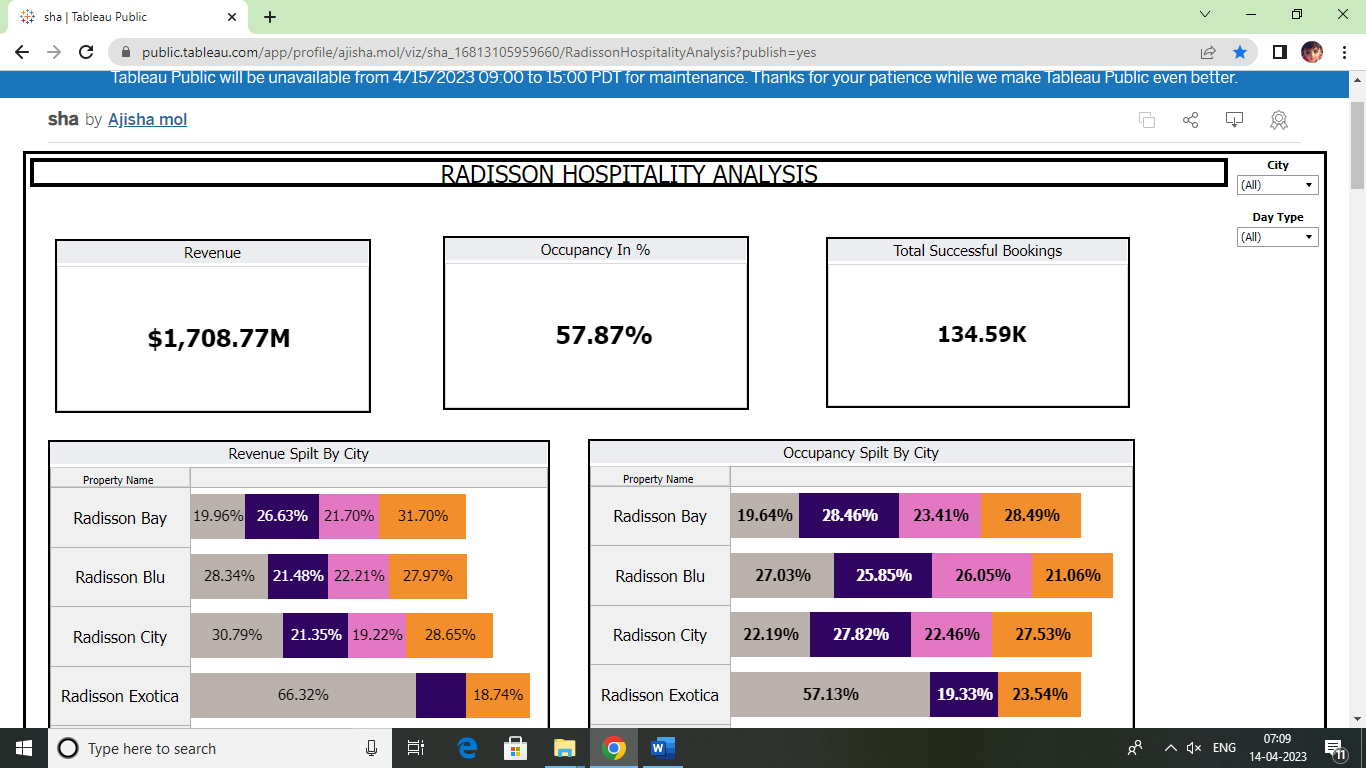 sha | Tableau Public
public.tableau.com/app/profile/ajisha.mol/viz/sha_16813105959660/RadissonHospitalityAnalysis?publish=yes
Tableau Public will be unavailable from 4/15/2023 09:00 to 15:00 PDT for maintenance. Thanks for your patience while we make Tableau Public even better.
sha by Ajisha mol
RADISSON HOSPITALITY ANALYSIS
City
(All)
Day Type
(All)
Revenue
$1,708.77M
Occupancy In %
57.87%
Total Successful Bookings
134.59K
Revenue Spilt By City
Property Name
Radisson Bay 19.96% 26.63% 21.70% 31.70%
Radisson Blu 28.34% 21.48% 22.21% 27.97%
Radisson City 30.79% 21.35% 19.22% 28.65%
Radisson Exotica 66.32% 18.74%
Occupancy Spilt By City
Property Name
Radisson Bay 19.64% 28.46% 23.41% 28.49%
Radisson Blu 27.03% 25.85% 26.05% 21.06%
Radisson City 22.19% 27.82% 22.46% 27.53%
Radisson Exotica 57.13% 19.33% 23.54%
Type here to search
ENG
07:09
14-04-2023
11